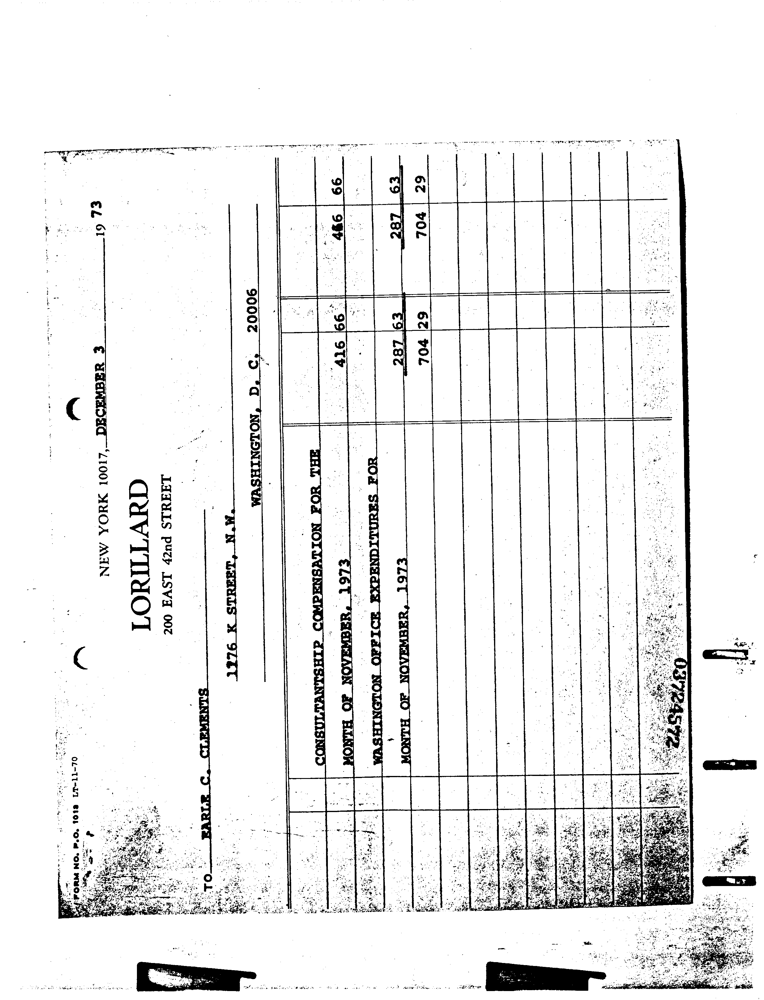 FORM NO. P.O. 1018 LT-11-70
NEW YORK 10017, DECEMBER 3 19 73
LORILLARD
200 EAST 42nd STREET
TO EARLE C. CLEMENTS
1776 K STREET, N.W.
WASHINGTON, D. C. 20006
CONSULTANTSHIP COMPENSATION FOR THE
MONTH OF NOVEMBER, 1973 416 66 66
WASHINGTON OFFICE EXPENDITURES FOR
MONTH OF NOVEMBER, 1973 287 63 287 63
704 29 704 29
03724572